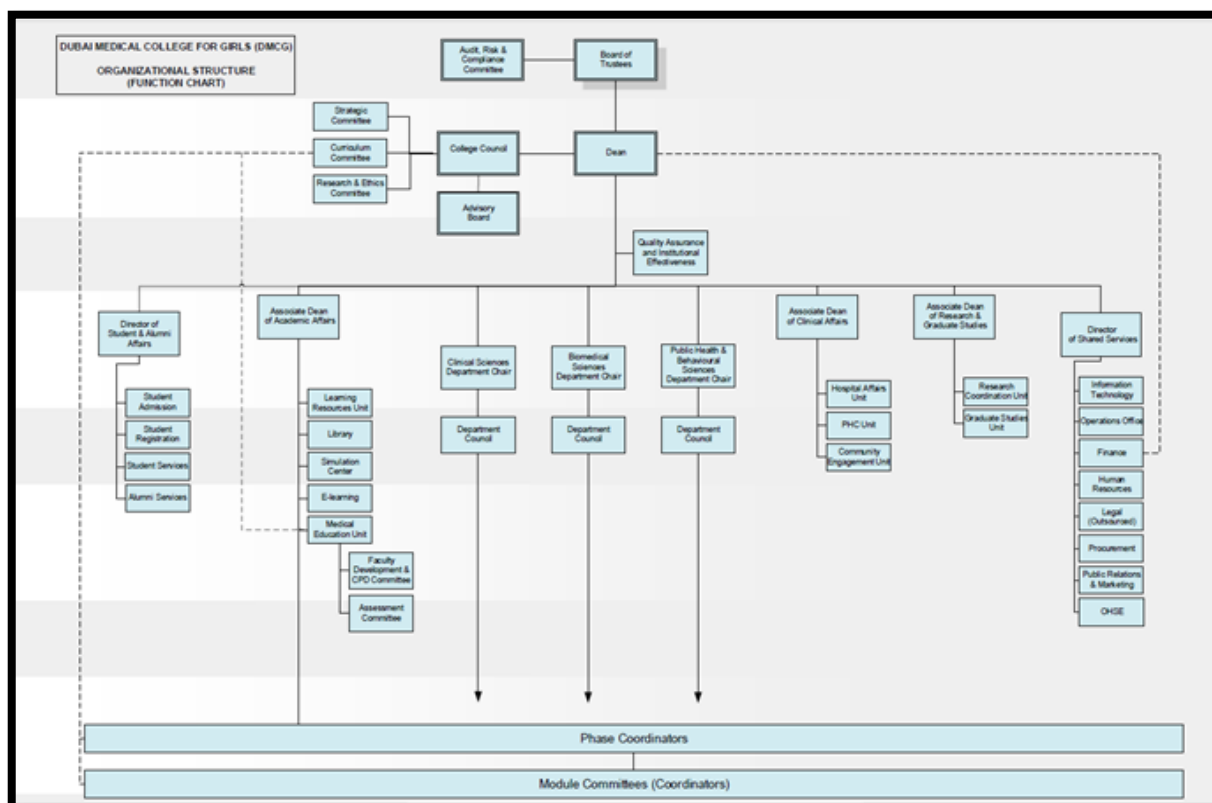 DUBAI MEDICAL COLLEGE FOR GIRLS (DMCG)
ORGANIZATIONAL STRUCTURE
(FUNCTION CHART)
Audit, Risk &
Compliance
Committee
Board of
Trustees
Strategic
Committee
Curriculum
Committee
Research & Ethics
Committee
College Council
Dean
Advisory
Board
Quality Assurance
and Institutional
Effectiveness
Director of
Student & Alumni
Affairs
Associate Dean
of Academic Affairs
Clinical Sciences
Department Chair
Biomedical
Sciences
Department Chair
Public Health &
Behavioural
Sciences
Department Chair
Associate Dean
of Clinical Affairs
Associate Dean
of Research &
Graduate Studies
Director
of Shared Services
Student
Admission
Student
Registration
Student Services
Alumni Services
Learning
Resources Unit
Library
Simulation
Center
E-learning
Medical
Education Unit
Faculty
Development &
CPD Committee
Assessment
Committee
Department
Council
Department
Council
Department
Council
Hospital Affairs
Unit
PHC Unit
Community
Engagement Unit
Research
Coordination Unit
Graduate Studies
Unit
Information
Technology
Operations Office
Finance
Human
Resources
Legal
(Outsourced)
Procurement
Public Relations
& Marketing
OHSE
Phase Coordinators
Module Committees (Coordinators)